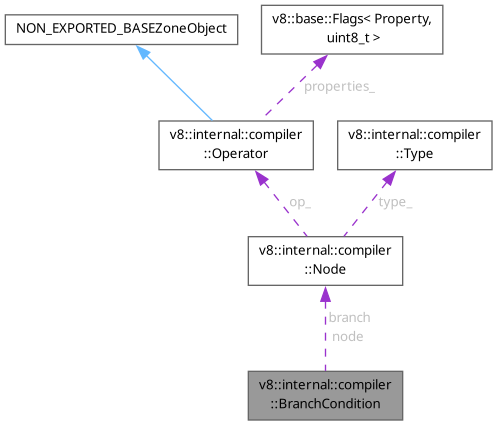 NON_EXPORTED_BASEZoneObject
v8::base::Flags< Property,
uint8_t >
properties_
v8::internal::compiler
::Operator
v8::internal::compiler
::Type
op_
type_
v8::internal::compiler
::Node
branch
node
v8::internal::compiler
::BranchCondition